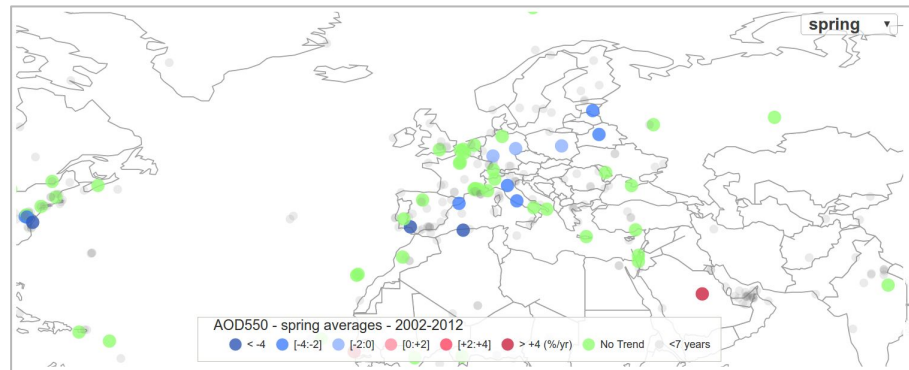 spring ▼
AOD550 - spring averages - 2002-2012
< -4 [-4:-2] [-2:0] [0:+2] [+2:+4] > +4 (%/yr) No Trend <7 years